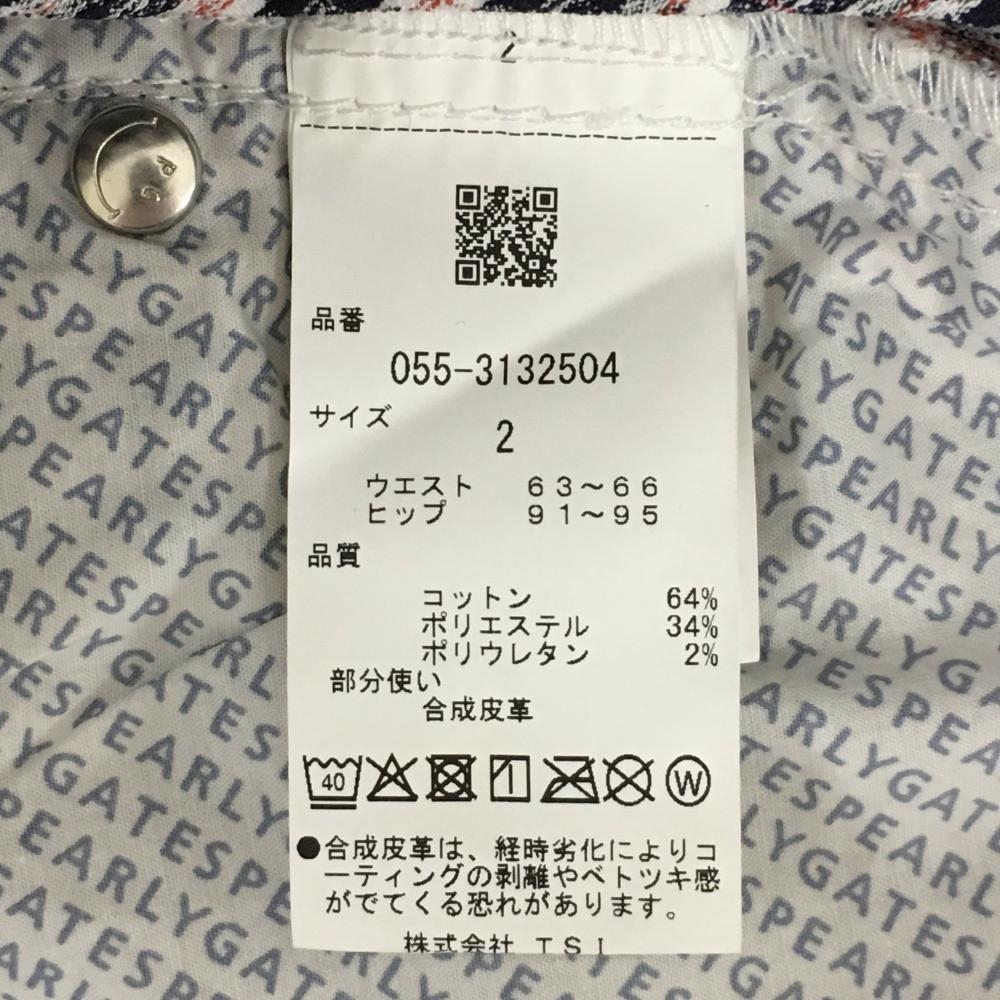 2
品番
055-3132504
サイズ
2
ウエスト 63～66
ヒップ 91～95
品質
コットン 64%
ポリエステル 34%
ポリウレタン 2%
部分使い
合成皮革
40
W
●合成皮革は、経時劣化によりコ
ーティングの剥離やベトツキ感
がでてくる恐れがあります。
株式会社 TSI
PG
PEARLYGATES